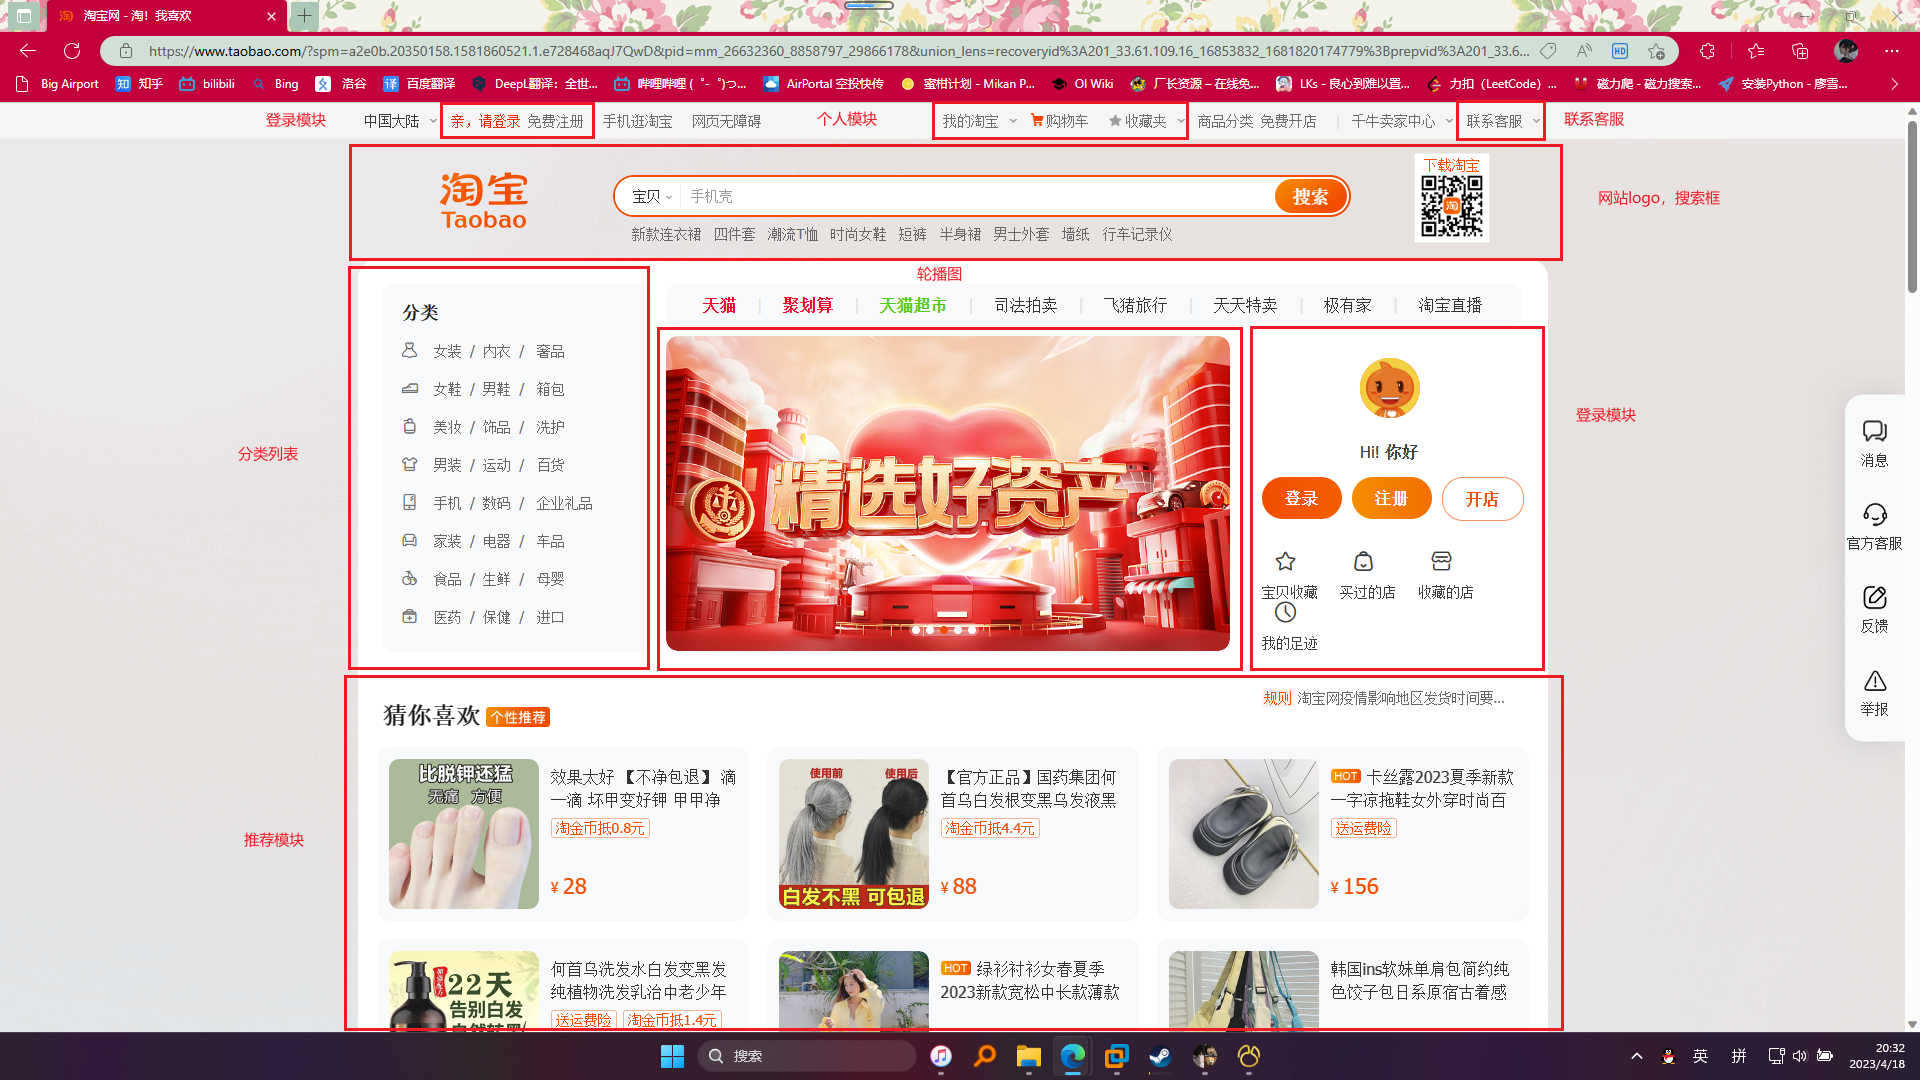 淘宝网 - 淘！我喜欢
https://www.taobao.com/?spm=a2e0b.20350158.1581860521.1.e728468aqJ7QwD&pid=mm_26632360_8858797_29866178&union_lens=recoveryid%3A201_33.61.109.16_16853832_1681820174779%3Bprepvid%3A201_33.6...
Big Airport 知乎 bilibili Bing 洛谷 百度翻译 DeepL翻译：全世... 哔哩哔哩 (゜-゜)つ... AirPortal 空投快传 蜜柑计划 - Mikan P... OI Wiki 厂长资源 – 在线免... LKs - 良心到难以置... 力扣（LeetCode）... 磁力爬 - 磁力搜索... 安装Python - 廖雪...
登录模块 中国大陆 亲，请登录 免费注册 手机逛淘宝 网页无障碍 个人模块 我的淘宝 购物车 收藏夹 商品分类 免费开店 千牛卖家中心 联系客服 联系客服
下载淘宝
淘宝
Taobao
宝贝 手机壳 搜索
网站logo，搜索框
新款连衣裙 四件套 潮流T恤 时尚女鞋 短裤 半身裙 男士外套 墙纸 行车记录仪
轮播图
天猫 聚划算 天猫超市 司法拍卖 飞猪旅行 天天特卖 极有家 淘宝直播
分类
女装 / 内衣 / 奢品
女鞋 / 男鞋 / 箱包
美妆 / 饰品 / 洗护
男装 / 运动 / 百货
手机 / 数码 / 企业礼品
家装 / 电器 / 车品
食品 / 生鲜 / 母婴
医药 / 保健 / 进口
分类列表
精选好资产
Hi! 你好
登录 注册 开店
宝贝收藏 买过的店 收藏的店
我的足迹
登录模块
消息
官方客服
反馈
举报
猜你喜欢 个性推荐
规则 淘宝网疫情影响地区发货时间要...
推荐模块
比脱钾还猛
无痛 方便
效果太好 【不净包退】 滴
一滴 坏甲变好钾 甲甲净
淘金币抵0.8元
¥ 28
使用前 使用后
白发不黑 可包退
【官方正品】国药集团何
首乌白发根变黑乌发液黑
淘金币抵4.4元
¥ 88
HOT 卡丝露2023夏季新款
一字凉拖鞋女外穿时尚百
送运费险
¥ 156
22天
告别白发
何首乌洗发水白发变黑发
纯植物洗发乳治中老少年
送运费险 淘金币抵1.4元
HOT 绿衫衬衫女春夏季
2023新款宽松中长款薄款
韩国ins软妹单肩包简约纯
色饺子包日系原宿古着感
搜索
英 拼
20:32
2023/4/18